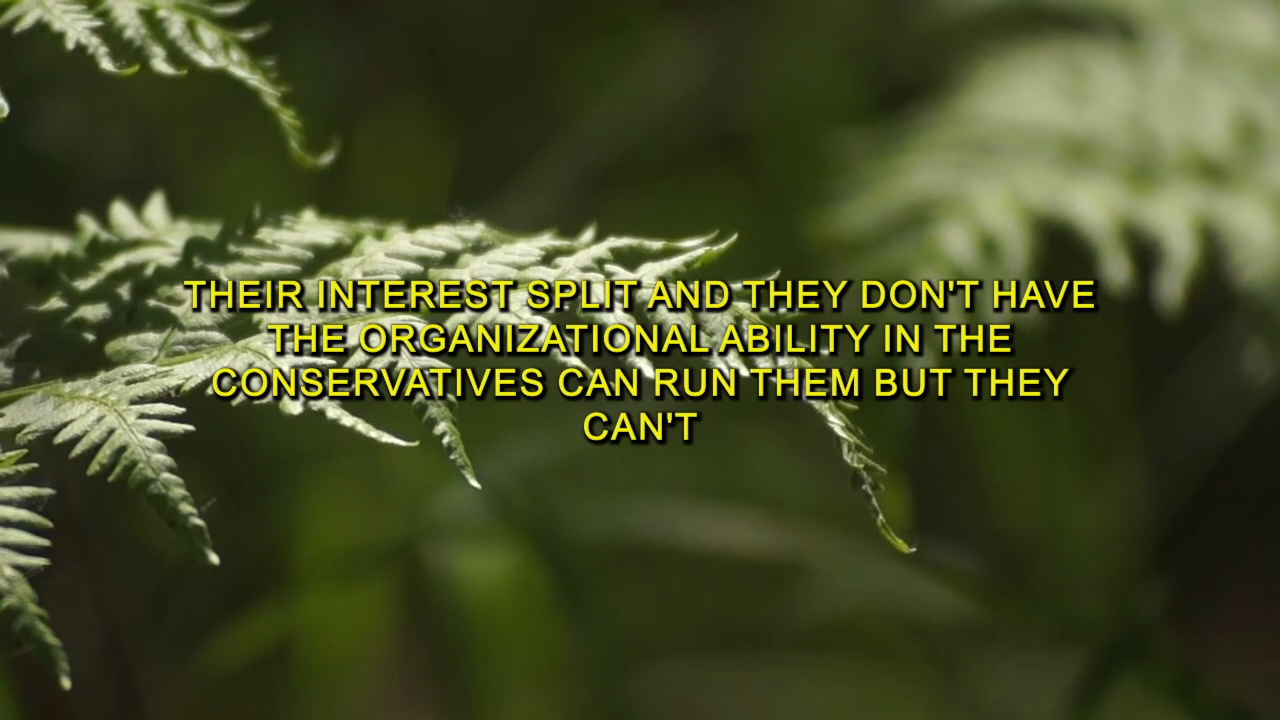 THEIR INTEREST SPLIT AND THEY DON'T HAVE
THE ORGANIZATIONAL ABILITY IN THE
CONSERVATIVES CAN RUN THEM BUT THEY
CAN'T